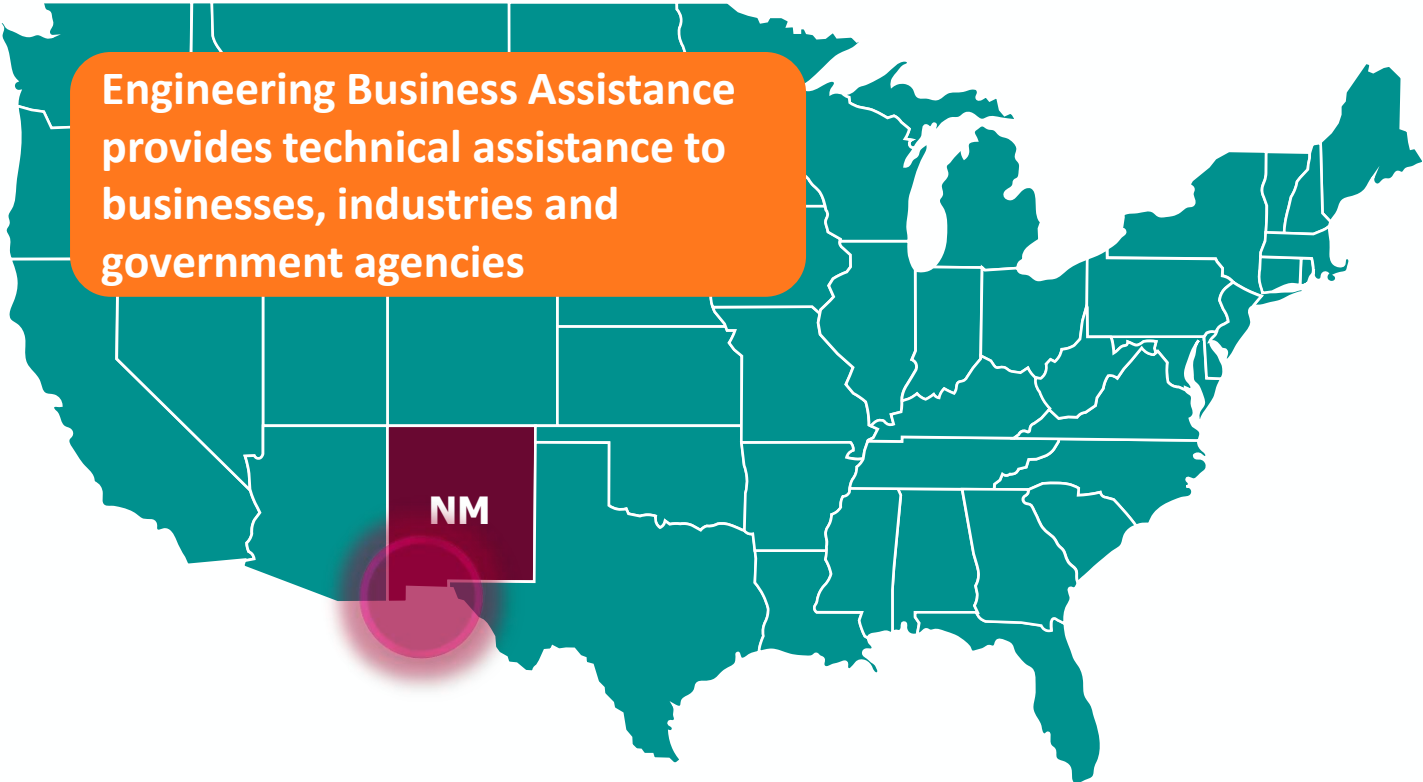 Engineering Business Assistance
provides technical assistance to
businesses, industries and
government agencies
NM